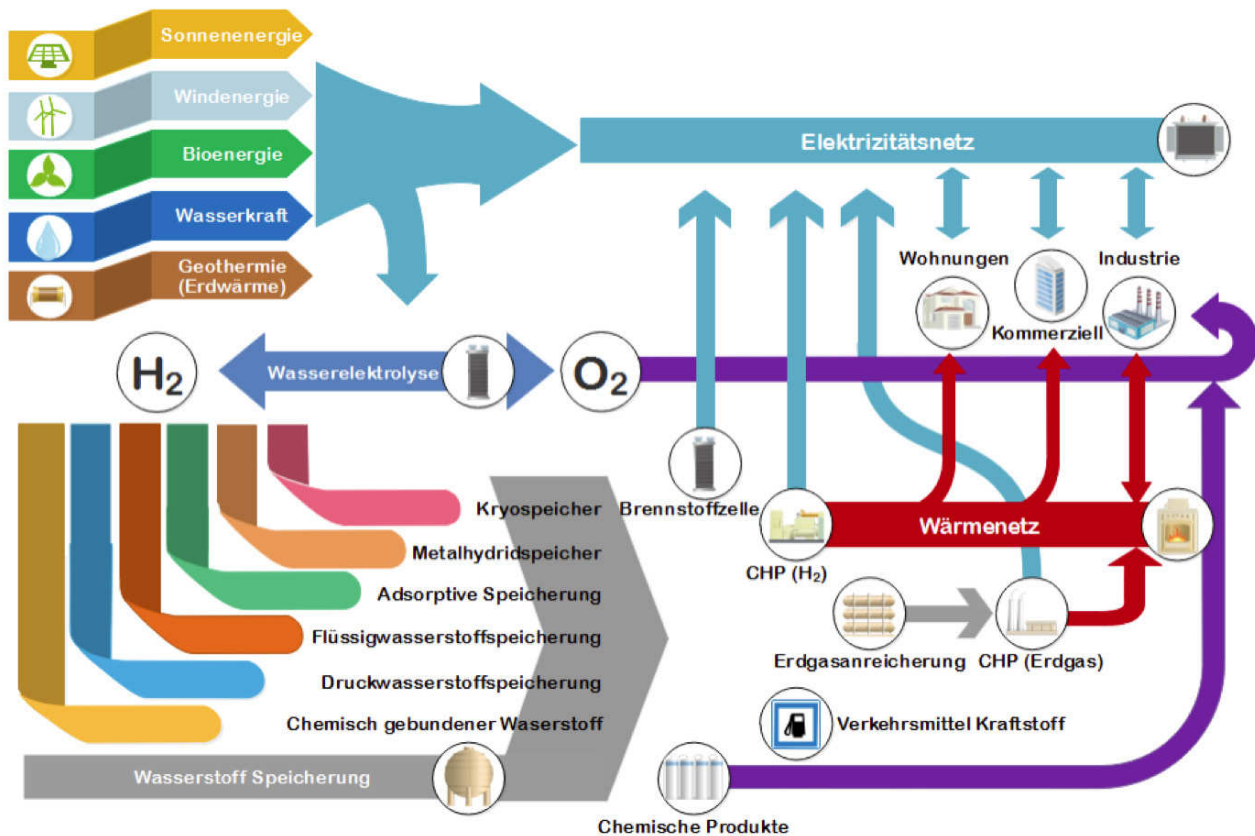 Sonnenenergie
Windenergie
Bioenergie
Wasserkraft
Geothermie
(Erdwärme)
Elektrizitätsnetz
Wohnungen
Kommerziell
Industrie
H₂
Wasserelektrolyse
O₂
Kryospeicher
Metalhydridspeicher
Adsorptive Speicherung
Flüssigwasserstoffspeicherung
Druckwasserstoffspeicherung
Chemisch gebundener Waserstoff
Wasserstoff Speicherung
Brennstoffzelle
CHP (H₂)
Wärmenetz
Erdgasanreicherung
CHP (Erdgas)
Verkehrsmittel Kraftstoff
Chemische Produkte